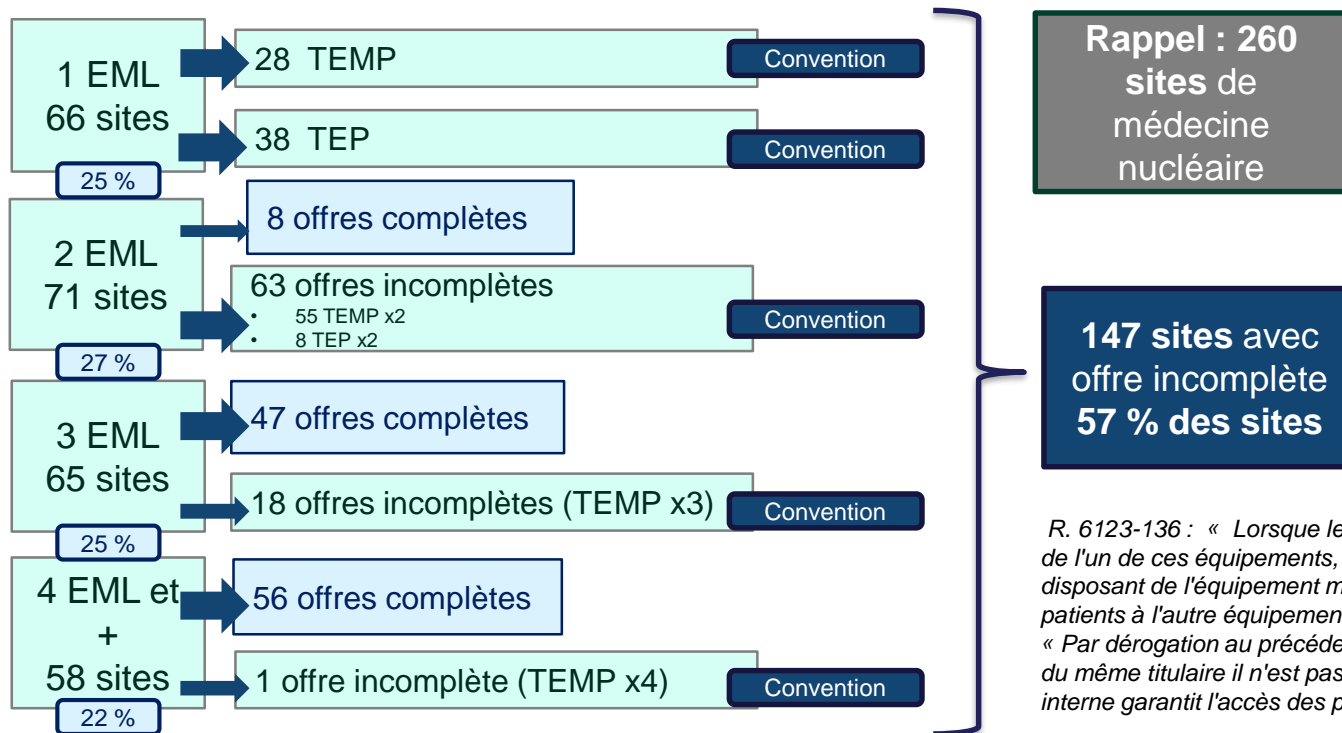 1 EML
66 sites
25 %
28 TEMP
Convention
38 TEP
Convention
2 EML
71 sites
27 %
8 offres complètes
63 offres incomplètes
• 55 TEMP x2
• 8 TEP x2
Convention
3 EML
65 sites
25 %
47 offres complètes
18 offres incomplètes (TEMP x3)
Convention
4 EML et
+
58 sites
22 %
56 offres complètes
1 offre incomplète (TEMP x4)
Convention
Rappel : 260
sites de
médecine
nucléaire
147 sites avec
offre incomplète
57 % des sites
R. 6123-136 : « Lorsque le
de l'un de ces équipements,
disposant de l'équipement m
patients à l'autre équipemen
« Par dérogation au précéde
du même titulaire il n'est pas
interne garantit l'accès des p